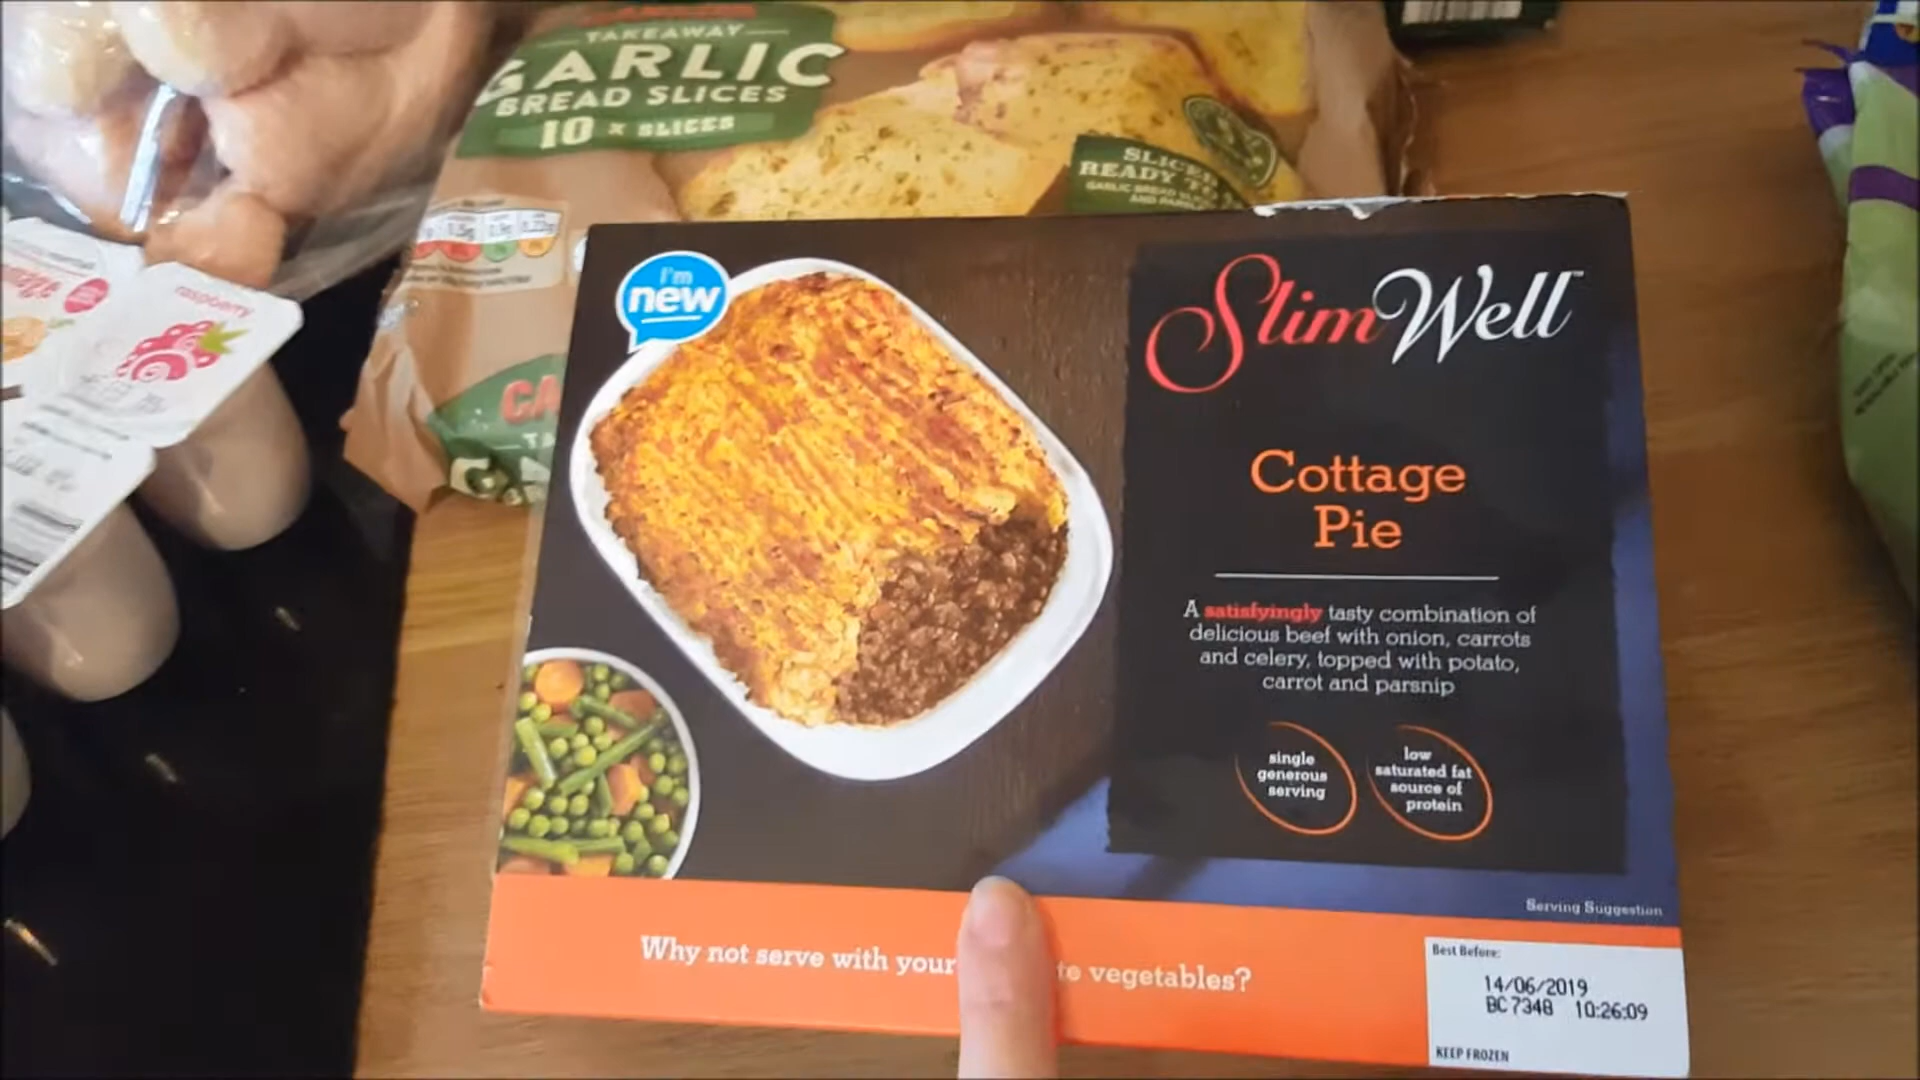 TAKEAWAY
GARLIC
BREAD SLICES
10 x SLICES
READY TO
raspberry
I'm
new
SlimWell
Cottage
Pie
A satisfyingly tasty combination of
delicious beef with onion, carrots
and celery, topped with potato,
carrot and parsnip
single
generous
serving
low
saturated fat
source of
protein
Serving Suggestion
Why not serve with your te vegetables?
Best Before:
14/06/2019
BC 7348 10:26:09
KEEP FROZEN